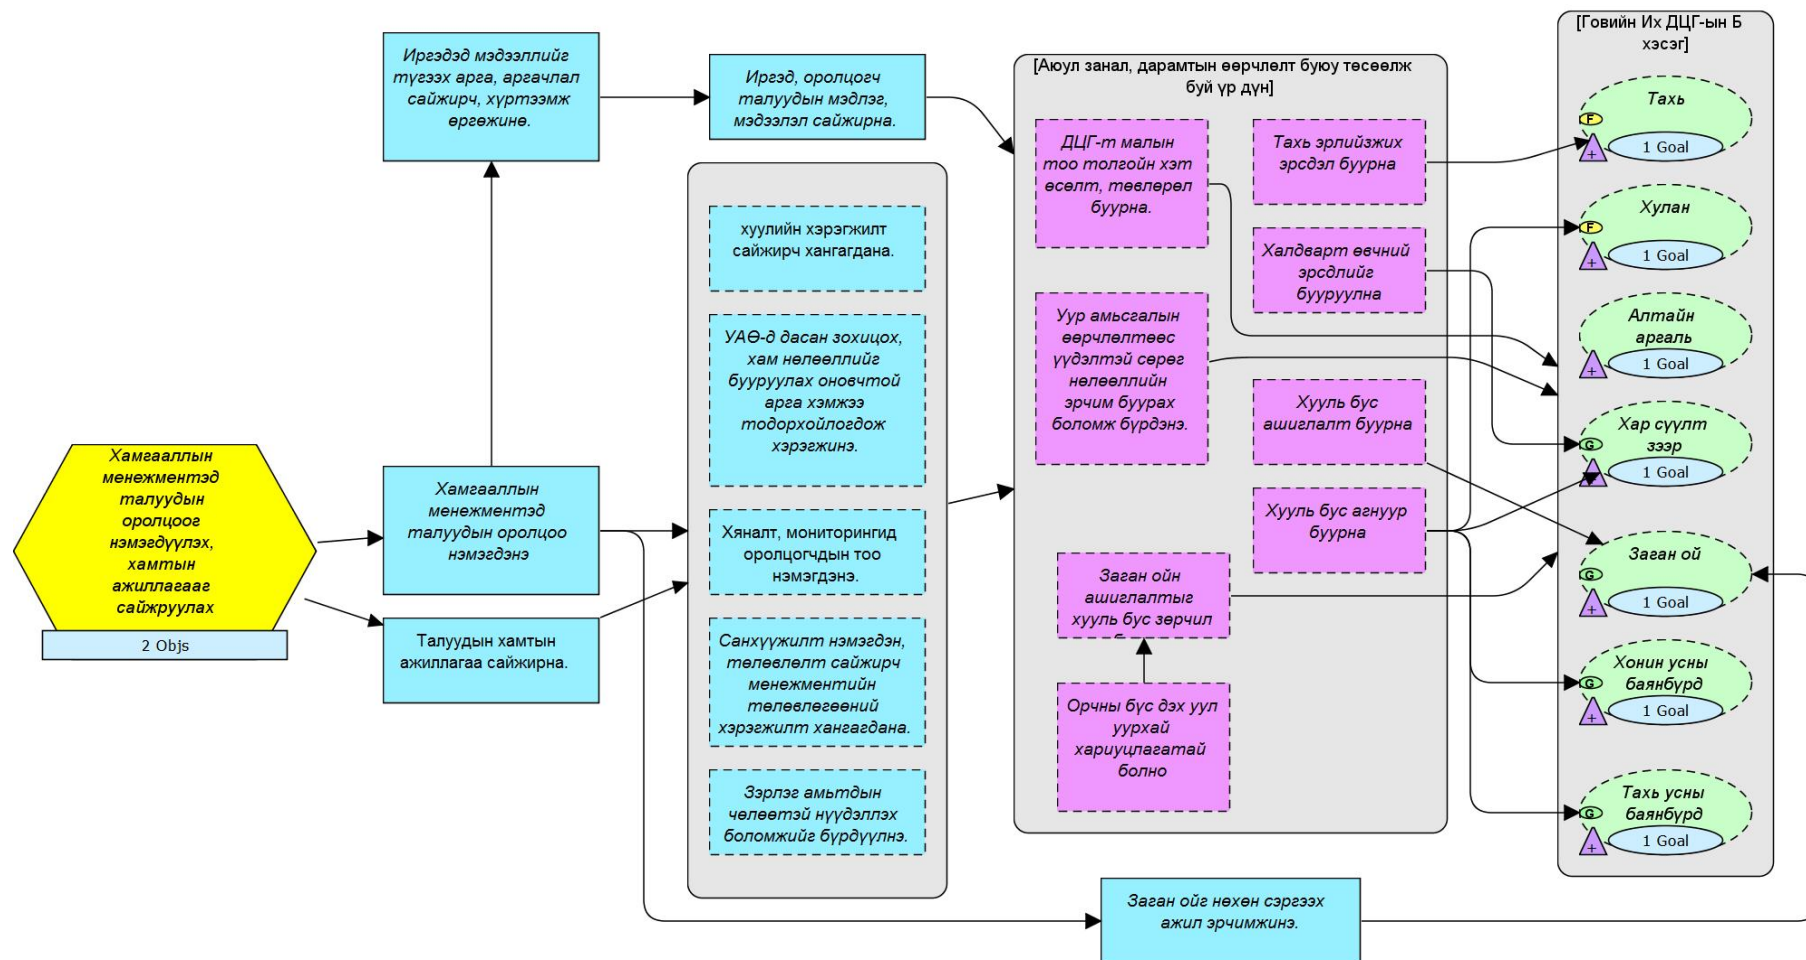 Хамгааллын
менежментэд
талуудын
оролцоог
нэмэгдүүлэх,
хамтын
ажиллагааг
сайжруулах
2 Objs
Иргэдэд мэдээллийг
түгээх арга, аргачлал
сайжирч, хүртээмж
өргөжинө.
Хамгааллын
менежментэд
талуудын оролцоо
нэмэгдэнэ
Талуудын хамтын
ажиллагаа сайжирна.
Иргэд, оролцогч
талуудын мэдлэг,
мэдээлэл сайжирна.
хуулийн хэрэгжилт
сайжирч хангагдана.
УАӨ-д дасан зохицох,
хам нөлөөллийг
бууруулах оновчтой
арга хэмжээ
тодорхойлогдож
хэрэгжинэ.
Хяналт, мониторингид
оролцогчдын тоо
нэмэгдэнэ.
Санхүүжилт нэмэгдэн,
төлөвлөлт сайжирч
менежментийн
төлөвлөгөөний
хэрэгжилт хангагдана.
Зэрлэг амьтдын
чөлөөтэй нүүдэллэх
боломжийг бүрдүүлнэ.
[Аюул занал, дарамтын өөрчлөлт буюу төсөөлж
буй үр дүн]
ДЦГ-т малын
тоо толгойн хэт
өсөлт, төвлөрөл
буурна.
Уур амьсгалын
өөрчлөлтөөс
үүдэлтэй сөрөг
нөлөөллийн
эрчим буурах
боломж бүрдэнэ.
Заган ойн
ашиглалтыг
хууль бус зөрчил
Орчны бүс дэх уул
уурхай
хариуцлагатай
болно
Тахь эрлийзжих
эрсдэл буурна
Халдварт өвчний
эрсдлийг
бууруулна
Хууль бус
ашиглалт буурна
Хууль бус агнуур
буурна
Заган ойг нөхөн сэргээх
ажил эрчимжинэ.
[Говийн Их ДЦГ-ын Б
хэсэг]
Тахь
F
+
1 Goal
Хулан
F
+
1 Goal
Алтайн
аргаль
+
1 Goal
Хар сүүлт
зээр
G
+
1 Goal
Заган ой
G
+
1 Goal
Хонин усны
баянбүрд
G
+
1 Goal
Тахь усны
баянбүрд
G
+
1 Goal